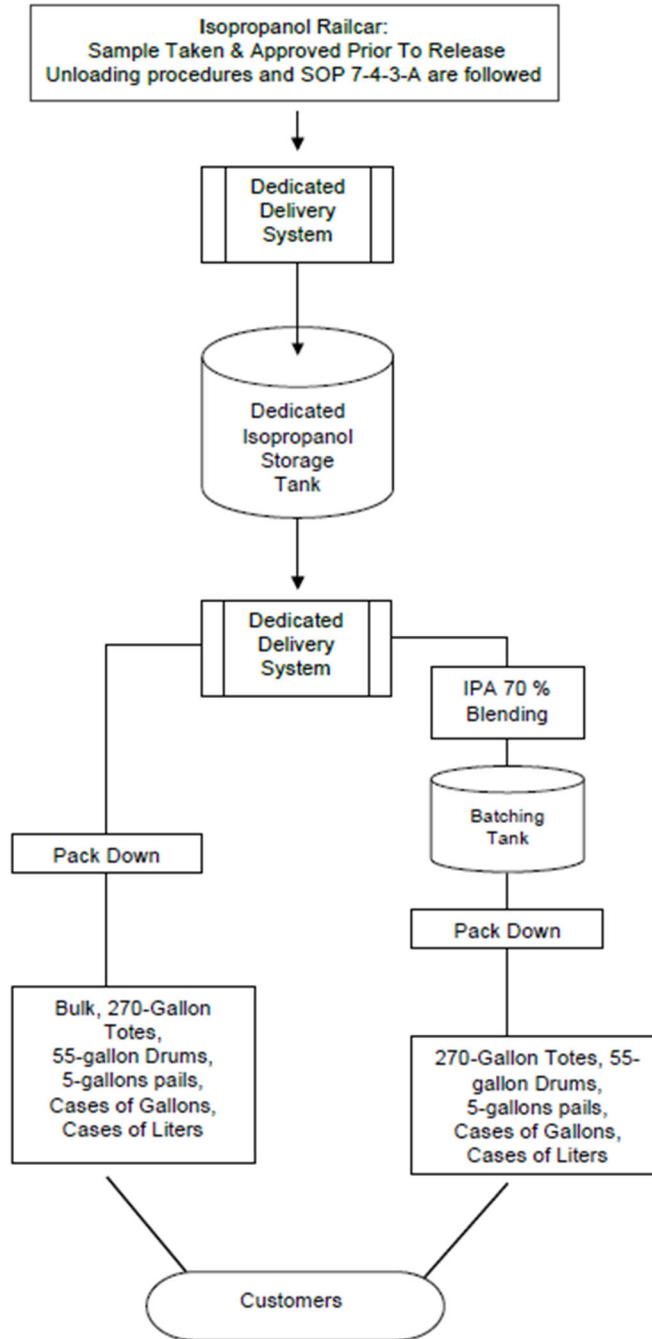 Isopropanol Railcar:
Sample Taken & Approved Prior To Release
Unloading procedures and SOP 7-4-3-A are followed
Dedicated
Delivery
System
Dedicated
Isopropanol
Storage
Tank
Dedicated
Delivery
System
IPA 70 %
Blending
Batching
Tank
Pack Down
Pack Down
Bulk, 270-Gallon
Totes,
55-gallon Drums,
5-gallons pails,
Cases of Gallons,
Cases of Liters
270-Gallon Totes, 55-
gallon Drums,
5-gallons pails,
Cases of Gallons,
Cases of Liters
Customers